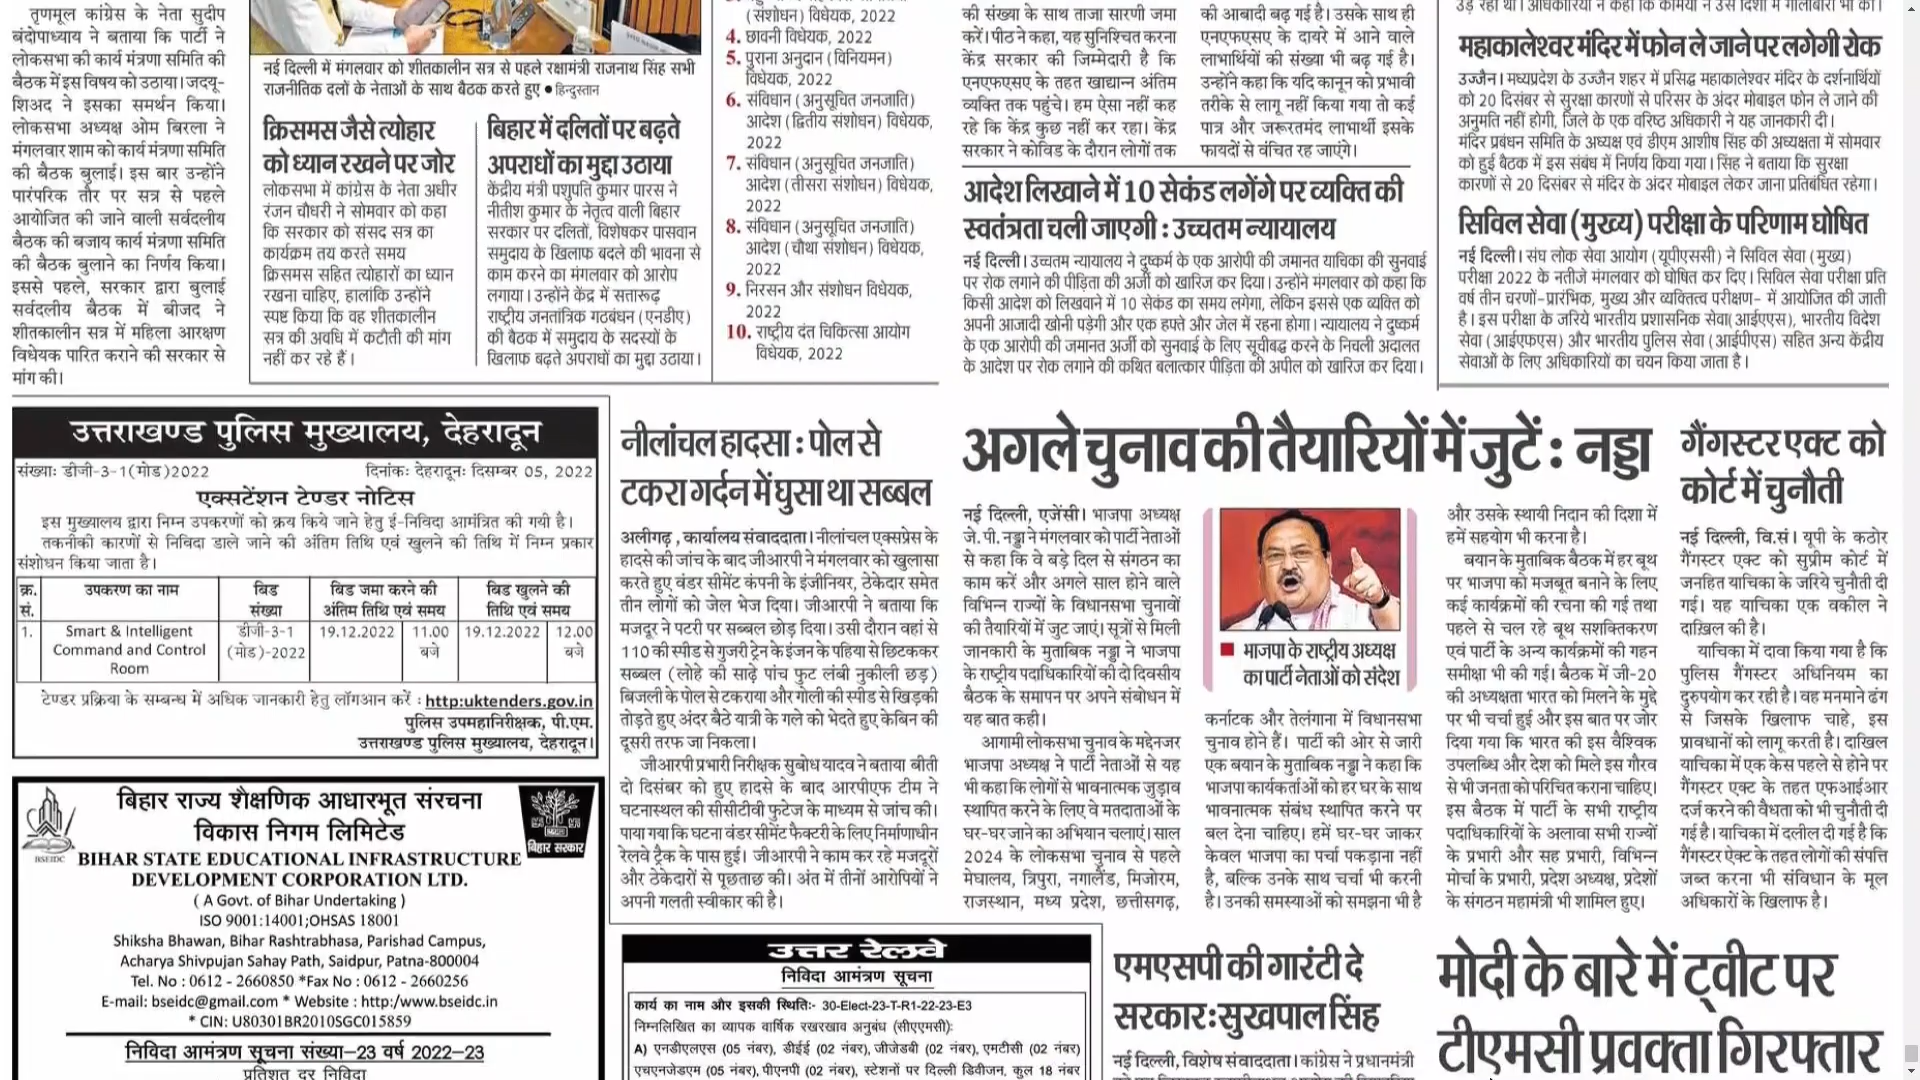 तृणमूल कांग्रेस के नेता सुदीप
बंदोपाध्याय ने बताया कि पार्टी ने
लोकसभा की कार्य मंत्रणा समिति की
बैठक में इस विषय को उठाया। जदयू-
शिअद ने इसका समर्थन किया।
लोकसभा अध्यक्ष ओम बिरला ने
मंगलवार शाम को कार्य मंत्रणा समिति
की बैठक बुलाई। इस बार उन्होंने
पारंपरिक तौर पर सत्र से पहले
आयोजित की जाने वाली सर्वदलीय
बैठक की बजाय कार्य मंत्रणा समिति
की बैठक बुलाने का निर्णय किया।
इससे पहले, सरकार द्वारा बुलाई
सर्वदलीय बैठक में बीजद ने
शीतकालीन सत्र में महिला आरक्षण
विधेयक पारित कराने की सरकार से
मांग की।
नई दिल्ली में मंगलवार को शीतकालीन सत्र से पहले रक्षामंत्री राजनाथ सिंह सभी
राजनीतिक दलों के नेताओं के साथ बैठक करते हुए ● हिन्दुस्तान
क्रिसमस जैसे त्योहार
को ध्यान रखने पर जोर
लोकसभा में कांग्रेस के नेता अधीर
रंजन चौधरी ने सोमवार को कहा
कि सरकार को संसद सत्र का
कार्यक्रम तय करते समय
क्रिसमस सहित त्योहारों का ध्यान
रखना चाहिए, हालांकि उन्होंने
स्पष्ट किया कि वह शीतकालीन
सत्र की अवधि में कटौती की मांग
नहीं कर रहे हैं।
बिहार में दलितों पर बढ़ते
अपराधों का मुद्दा उठाया
केंद्रीय मंत्री पशुपति कुमार पारस ने
नीतीश कुमार के नेतृत्व वाली बिहार
सरकार पर दलितों, विशेषकर पासवान
समुदाय के खिलाफ बदले की भावना से
काम करने का मंगलवार को आरोप
लगाया। उन्होंने केंद्र में सतारूढ़
राष्ट्रीय जनतांत्रिक गठबंधन (एनडीए)
की बैठक में समुदाय के सदस्यों के
खिलाफ बढ़ते अपराधों का मुद्दा उठाया।
(संशोधन) विधेयक, 2022
4. छावनी विधेयक, 2022
5. पुराना अनुदान (विनियमन)
विधेयक, 2022
6. संविधान (अनुसूचित जनजाति)
आदेश (द्वितीय संशोधन) विधेयक,
2022
7. संविधान (अनुसूचित जनजाति)
आदेश (तीसरा संशोधन) विधेयक,
2022
8. संविधान (अनुसूचित जनजाति)
आदेश (चौथा संशोधन) विधेयक,
2022
9. निरसन और संशोधन विधेयक,
2022
10. राष्ट्रीय दंत चिकित्सा आयोग
विधेयक, 2022
की संख्या के साथ ताजा सारणी जमा
करें। पीठ ने कहा, यह सुनिश्चित करना
केंद्र सरकार की जिम्मेदारी है कि
एनएफएसए के तहत खाद्यान्न अंतिम
व्यक्ति तक पहुंचे। हम ऐसा नहीं कह
रहे कि केंद्र कुछ नहीं कर रहा। केंद्र
सरकार ने कोविड के दौरान लोगों तक
की आबादी बढ़ गई है। उसके साथ ही
एनएफएसए के दायरे में आने वाले
लाभार्थियों की संख्या भी बढ़ गई है।
उन्होंने कहा कि यदि कानून को प्रभावी
तरीके से लागू नहीं किया गया तो कई
पात्र और जरूरतमंद लाभार्थी इसके
फायदों से वंचित रह जाएंगे।
आदेश लिखाने में 10 सेकंड लगेंगे पर व्यक्ति की
स्वतंत्रता चली जाएगी : उच्चतम न्यायालय
नई दिल्ली। उच्चतम न्यायालय ने दुष्कर्म के एक आरोपी की जमानत याचिका की सुनवाई
पर रोक लगाने की पीड़िता की अर्जी को खारिज कर दिया। उन्होंने मंगलवार को कहा कि
किसी आदेश को लिखवाने में 10 सेकंड का समय लगेगा, लेकिन इससे एक व्यक्ति को
अपनी आजादी खोनी पड़ेगी और एक हफ्ते और जेल में रहना होगा। न्यायालय ने दुष्कर्म
के एक आरोपी की जमानत अर्जी को सुनवाई के लिए सूचीबद्ध करने के निचली अदालत
के आदेश पर रोक लगाने की कथित बलात्कार पीड़िता की अपील को खारिज कर दिया।
महाकालेश्वर मंदिर में फोन ले जाने पर लगेगी रोक
उज्जैन। मध्यप्रदेश के उज्जैन शहर में प्रसिद्ध महाकालेश्वर मंदिर के दर्शनार्थियों
को 20 दिसंबर से सुरक्षा कारणों से परिसर के अंदर मोबाइल फोन ले जाने की
अनुमति नहीं होगी, जिले के एक वरिष्ठ अधिकारी ने यह जानकारी दी।
मंदिर प्रबंधन समिति के अध्यक्ष एवं डीएम आशीष सिंह की अध्यक्षता में सोमवार
को हुई बैठक में इस संबंध में निर्णय किया गया। सिंह ने बताया कि सुरक्षा
कारणों से 20 दिसंबर से मंदिर के अंदर मोबाइल लेकर जाना प्रतिबंधित रहेगा।
सिविल सेवा (मुख्य) परीक्षा के परिणाम घोषित
नई दिल्ली। संघ लोक सेवा आयोग (यूपीएससी) ने सिविल सेवा (मुख्य)
परीक्षा 2022 के नतीजे मंगलवार को घोषित कर दिए। सिविल सेवा परीक्षा प्रति
वर्ष तीन चरणों-प्रारंभिक, मुख्य और व्यक्तित्व परीक्षण- में आयोजित की जाती
है। इस परीक्षा के जरिये भारतीय प्रशासनिक सेवा(आईएएस), भारतीय विदेश
सेवा (आईएफएस) और भारतीय पुलिस सेवा (आईपीएस) सहित अन्य केंद्रीय
सेवाओं के लिए अधिकारियों का चयन किया जाता है।
उत्तराखण्ड पुलिस मुख्यालय, देहरादून
संख्याः डीजी-3-1(मोड)2022 दिनांकः देहरादूनः दिसम्बर 05, 2022
एक्सटेंशन टेण्डर नोटिस
इस मुख्यालय द्वारा निम्न उपकरणों को क्रय किये जाने हेतु ई-निविदा आमंत्रित की गयी है।
तकनीकी कारणों से निविदा डाले जाने की अंतिम तिथि एवं खुलने की तिथि में निम्न प्रकार
संशोधन किया जाता है।
क्र. सं. उपकरण का नाम बिड संख्या बिड जमा करने की अंतिम तिथि एवं समय बिड खुलने की तिथि एवं समय
1. Smart & Intelligent Command and Control Room डीजी-3-1 (मोड)-2022 19.12.2022 11.00 बजे 19.12.2022 12.00 बजे
टेण्डर प्रक्रिया के सम्बन्ध में अधिक जानकारी हेतु लॉगआन करें : http:uktenders.gov.in
पुलिस उपमहानिरीक्षक, पी.एम.
उत्तराखण्ड पुलिस मुख्यालय, देहरादून।
बिहार राज्य शैक्षणिक आधारभूत संरचना
विकास निगम लिमिटेड
BSEIDC
बिहार सरकार
BIHAR STATE EDUCATIONAL INFRASTRUCTURE
DEVELOPMENT CORPORATION LTD.
( A Govt. of Bihar Undertaking )
ISO 9001:14001;OHSAS 18001
Shiksha Bhawan, Bihar Rashtrabhasa, Parishad Campus,
Acharya Shivpujan Sahay Path, Saidpur, Patna-800004
Tel. No : 0612 - 2660850 *Fax No : 0612 - 2660256
E-mail: bseidc@gmail.com * Website : http:/www.bseidc.in
* CIN: U80301BR2010SGC015859
निविदा आमंत्रण सूचना संख्या-23 वर्ष 2022-23
प्रतिशत दर निविदा
नीलांचल हादसा : पोल से
टकरा गर्दन में घुसा था सब्बल
अलीगढ़, कार्यालय संवाददाता। नीलांचल एक्सप्रेस के
हादसे की जांच के बाद जीआरपी ने मंगलवार को खुलासा
करते हुए वंडर सीमेंट कंपनी के इंजीनियर, ठेकेदार समेत
तीन लोगों को जेल भेज दिया। जीआरपी ने बताया कि
मजदूर ने पटरी पर सब्बल छोड़ दिया। उसी दौरान वहां से
110 की स्पीड से गुजरी ट्रेन के इंजन के पहिया से छिटककर
सब्बल (लोहे की साढ़े पांच फुट लंबी नुकीली छड़)
बिजली के पोल से टकराया और गोली की स्पीड से खिड़की
तोड़ते हुए अंदर बैठे यात्री के गले को भेदते हुए केबिन की
दूसरी तरफ जा निकला।
जीआरपी प्रभारी निरीक्षक सुबोध यादव ने बताया बीती
दो दिसंबर को हुए हादसे के बाद आरपीएफ टीम ने
घटनास्थल की सीसीटीवी फुटेज के माध्यम से जांच की।
पाया गया कि घटना वंडर सीमेंट फैक्टरी के लिए निर्माणाधीन
रेलवे ट्रैक के पास हुई। जीआरपी ने काम कर रहे मजदूरों
और ठेकेदारों से पूछताछ की। अंत में तीनों आरोपियों ने
अपनी गलती स्वीकार की है।
अगले चुनाव की तैयारियों में जुटें : नड्डा
नई दिल्ली, एजेंसी। भाजपा अध्यक्ष
जे. पी. नड्डा ने मंगलवार को पार्टी नेताओं
से कहा कि वे बड़े दिल से संगठन का
काम करें और अगले साल होने वाले
विभिन्न राज्यों के विधानसभा चुनावों
की तैयारियों में जुट जाएं। सूत्रों से मिली
जानकारी के मुताबिक नड्डा ने भाजपा
के राष्ट्रीय पदाधिकारियों की दो दिवसीय
बैठक के समापन पर अपने संबोधन में
यह बात कही।
आगामी लोकसभा चुनाव के मद्देनजर
भाजपा अध्यक्ष ने पार्टी नेताओं से यह
भी कहा कि लोगों से भावनात्मक जुड़ाव
स्थापित करने के लिए वे मतदाताओं के
घर-घर जाने का अभियान चलाएं। साल
2024 के लोकसभा चुनाव से पहले
मेघालय, त्रिपुरा, नगालैंड, मिजोरम,
राजस्थान, मध्य प्रदेश, छत्तीसगढ़,
■ भाजपा के राष्ट्रीय अध्यक्ष
का पार्टी नेताओं को संदेश
कर्नाटक और तेलंगाना में विधानसभा
चुनाव होने हैं। पार्टी की ओर से जारी
एक बयान के मुताबिक नड्डा ने कहा कि
भाजपा कार्यकर्ताओं को हर घर के साथ
भावनात्मक संबंध स्थापित करने पर
बल देना चाहिए। हमें घर-घर जाकर
केवल भाजपा का पर्चा पकड़ाना नहीं
है, बल्कि उनके साथ चर्चा भी करनी
है। उनकी समस्याओं को समझना भी है
और उसके स्थायी निदान की दिशा में
हमें सहयोग भी करना है।
बयान के मुताबिक बैठक में हर बूथ
पर भाजपा को मजबूत बनाने के लिए
कई कार्यक्रमों की रचना की गई तथा
पहले से चल रहे बूथ सशक्तिकरण
एवं पार्टी के अन्य कार्यक्रमों की गहन
समीक्षा भी की गई। बैठक में जी-20
की अध्यक्षता भारत को मिलने के मुद्दे
पर भी चर्चा हुई और इस बात पर जोर
दिया गया कि भारत की इस वैश्विक
उपलब्धि और देश को मिले इस गौरव
से भी जनता को परिचित कराना चाहिए।
इस बैठक में पार्टी के सभी राष्ट्रीय
पदाधिकारियों के अलावा सभी राज्यों
के प्रभारी और सह प्रभारी, विभिन्न
मोर्चा के प्रभारी, प्रदेश अध्यक्ष, प्रदेशों
के संगठन महामंत्री भी शामिल हुए।
गैंगस्टर एक्ट को
कोर्ट में चुनौती
नई दिल्ली, वि.सं। यूपी के कठोर
गैंगस्टर एक्ट को सुप्रीम कोर्ट में
जनहित याचिका के जरिये चुनौती दी
गई। यह याचिका एक वकील ने
दाख़िल की है।
याचिका में दावा किया गया है कि
पुलिस गैंगस्टर अधिनियम का
दुरुपयोग कर रही है। वह मनमाने ढंग
से जिसके खिलाफ चाहे, इस
प्रावधानों को लागू करती है। दाखिल
याचिका में एक केस पहले से होने पर
गैंगस्टर एक्ट के तहत एफआईआर
दर्ज करने की वैधता को भी चुनौती दी
गई है। याचिका में दलील दी गई है कि
गैंगस्टर ऐक्ट के तहत लोगों की संपत्ति
जब्त करना भी संविधान के मूल
अधिकारों के खिलाफ है।
उत्तर रेलवे
निविदा आमंत्रण सूचना
कार्य का नाम और इसकी स्थितिः- 30-Elect-23-T-R1-22-23-E3
निम्नलिखित का व्यापक वार्षिक रखरखाव अनुबंध (सीएएमसी):
A) एनडीएलएस (05 नंबर), डीईई (02 नंबर), जीजेडबी (02 नंबर), एमटीसी (02 नंबर)
एचएनजेडएम (05 नंबर), पीएनपी (02 नंबर), स्टेशनों पर दिल्ली डिवीजन, कुल 18 नंबर
एमएसपी की गारंटी दे
सरकार: सुखपाल सिंह
नई दिल्ली, विशेष संवाददाता। कांग्रेस ने प्रधानमंत्री
मोदी के बारे में ट्वीट पर
टीएमसी प्रवक्ता गिरफ्तार